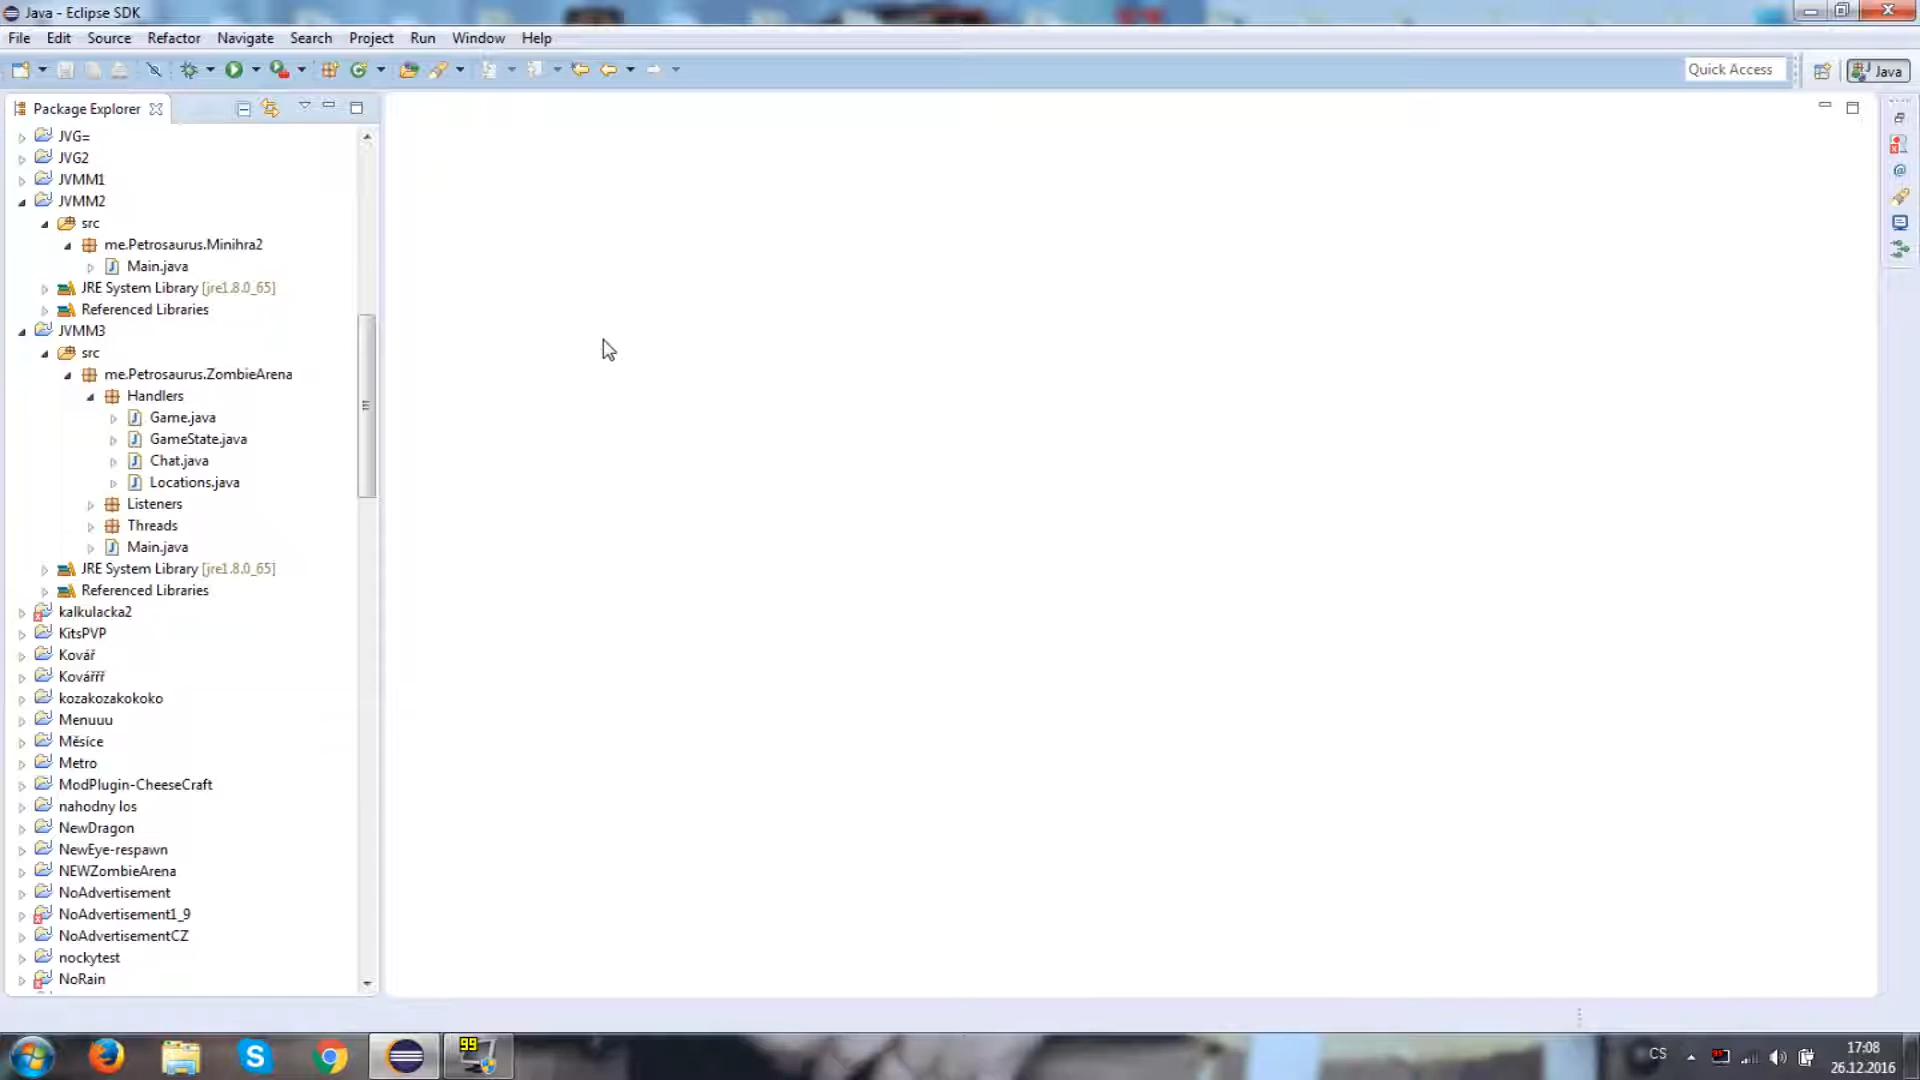 Java - Eclipse SDK
File Edit Source Refactor Navigate Search Project Run Window Help
Quick Access
Java
Package Explorer
JVG=
JVG2
JVMM1
JVMM2
src
me.Petrosaurus.Minihra2
Main.java
JRE System Library [jre1.8.0_65]
Referenced Libraries
JVMM3
src
me.Petrosaurus.ZombieArena
Handlers
Game.java
GameState.java
Chat.java
Locations.java
Listeners
Threads
Main.java
JRE System Library [jre1.8.0_65]
Referenced Libraries
kalkulacka2
KitsPVP
Kovář
Kovářří
kozakozakokoko
Menuuu
Měsíce
Metro
ModPlugin-CheeseCraft
nahodny los
NewDragon
NewEye-respawn
NEWZombieArena
NoAdvertisement
NoAdvertisement1_9
NoAdvertisementCZ
nockytest
NoRain
99
CS
17:08
26.12.2016